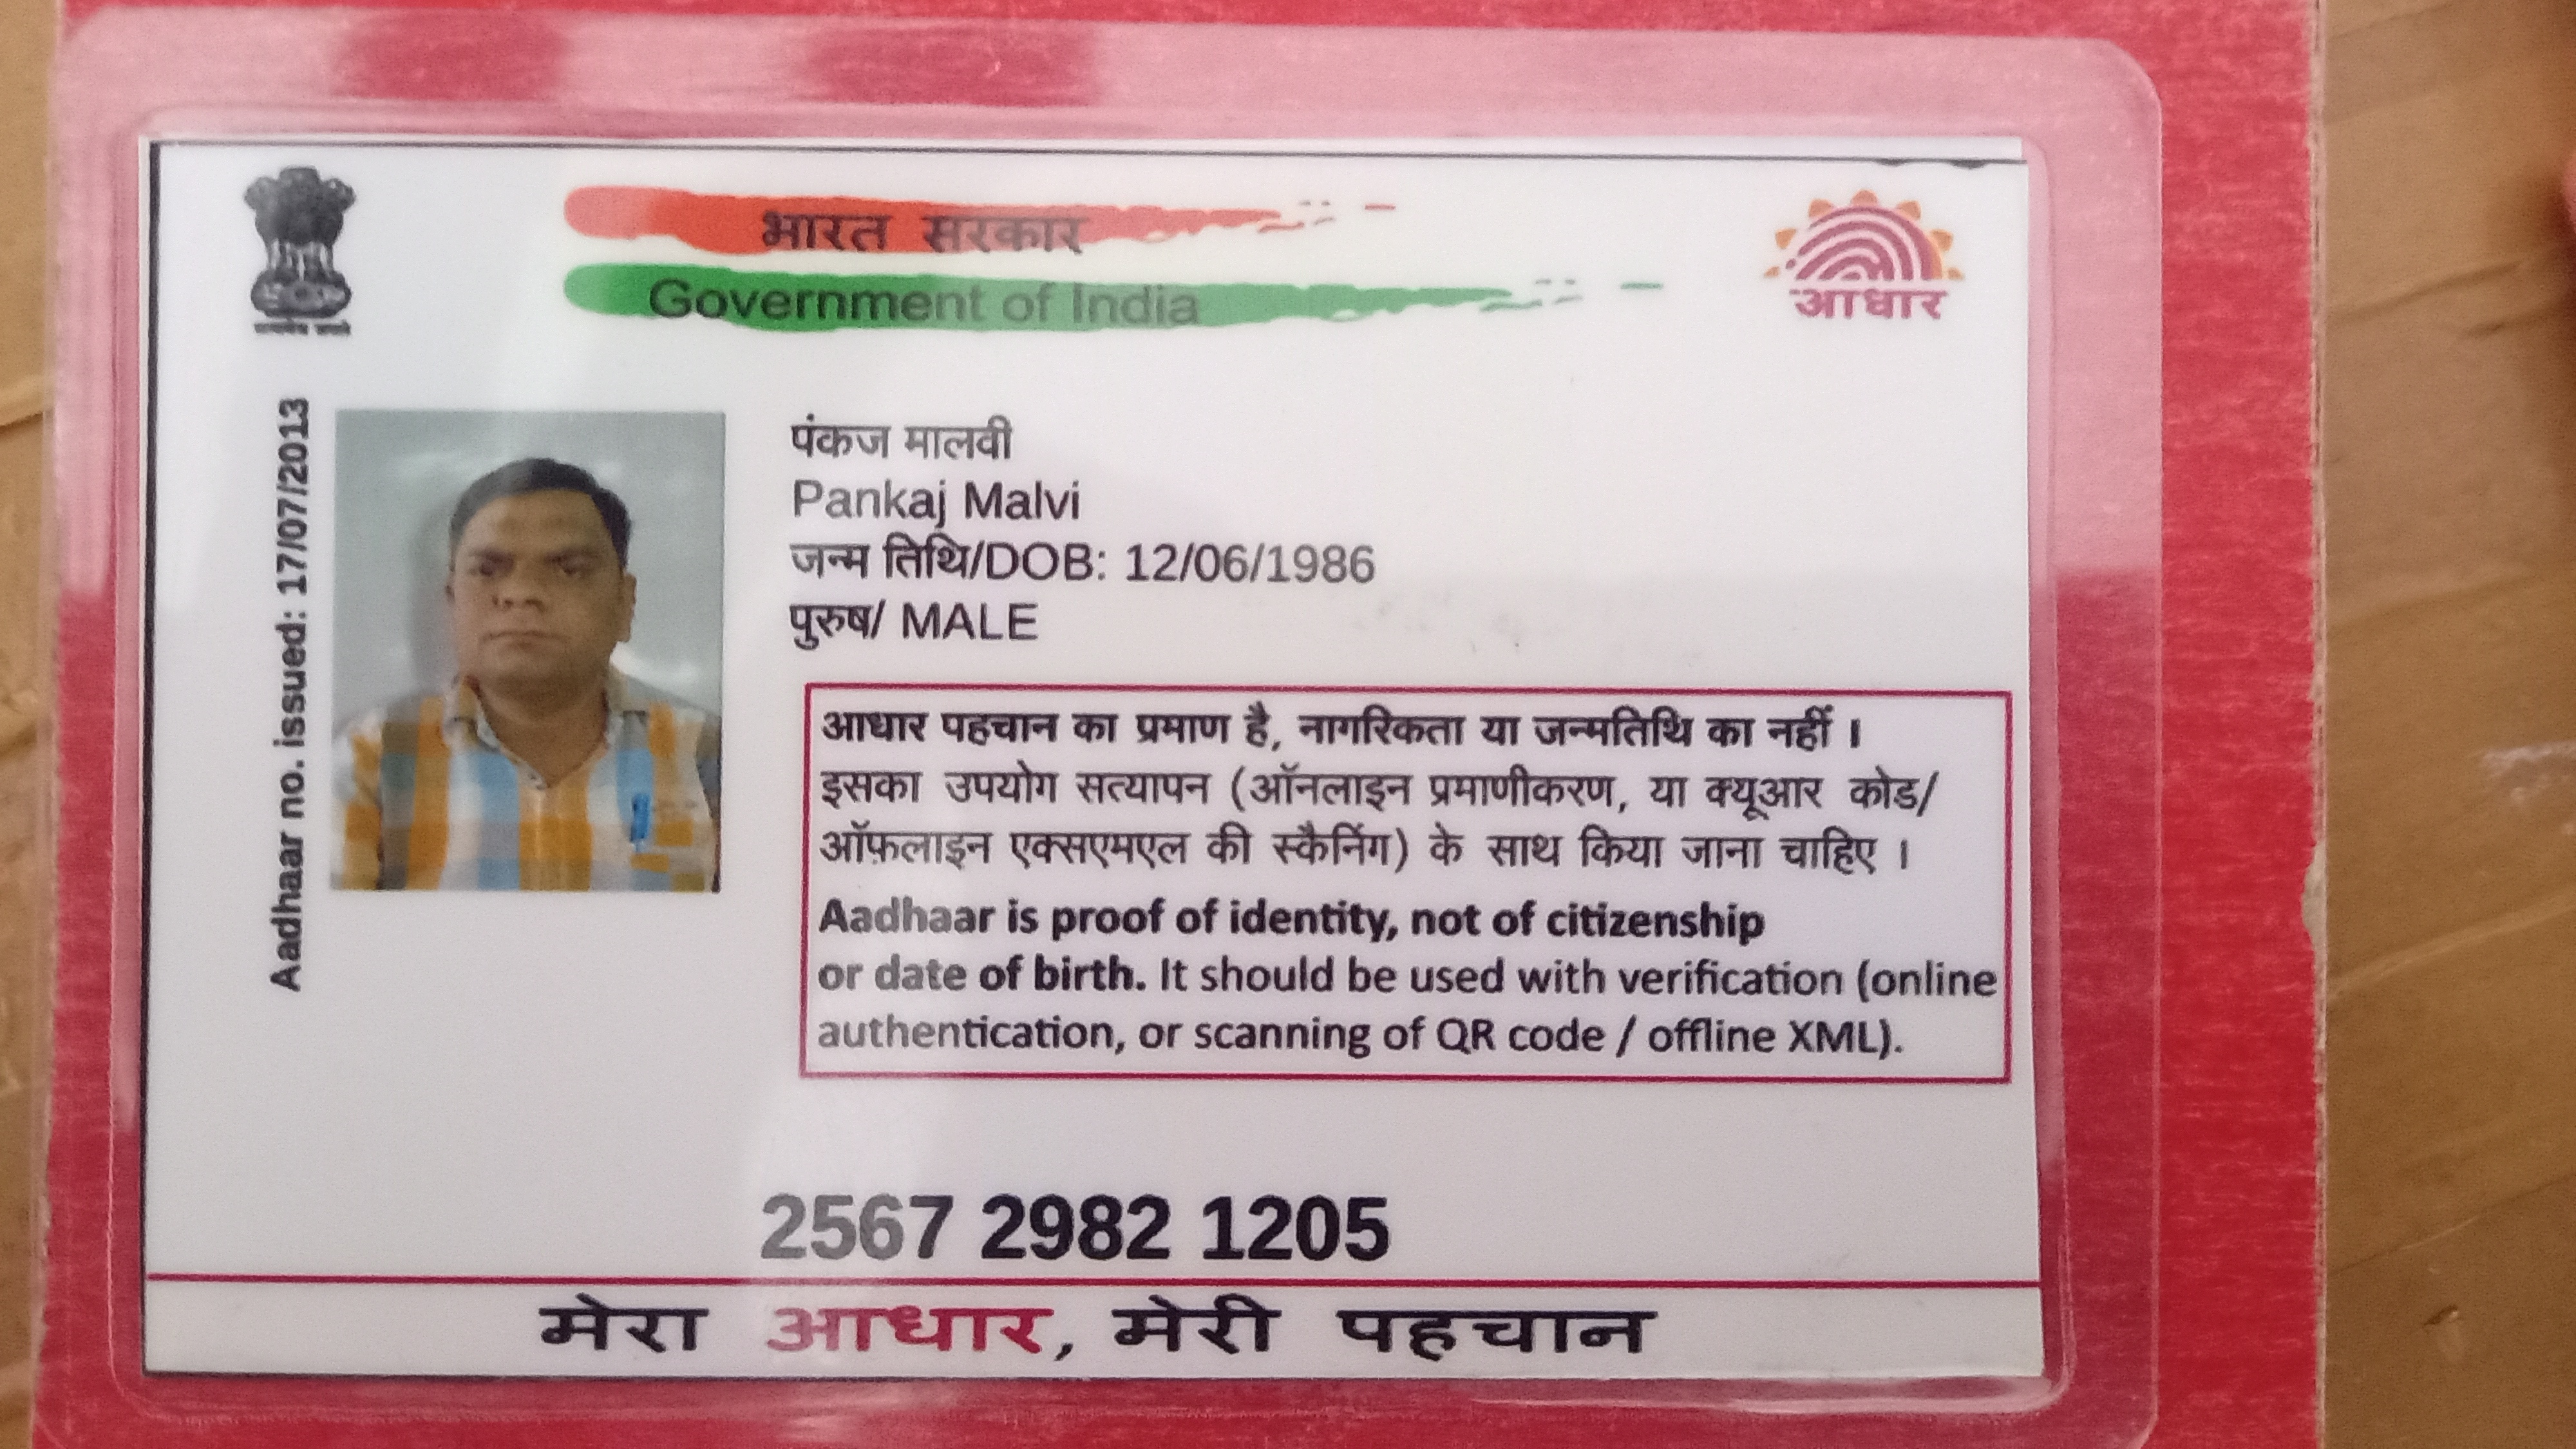 भारत सरकार
Government of India
आधार
Aadhaar no. issued: 17/07/2013
पंकज मालवी
Pankaj Malvi
जन्म तिथि/DOB: 12/06/1986
पुरुष/ MALE
आधार पहचान का प्रमाण है, नागरिकता या जन्मतिथि का नहीं ।
इसका उपयोग सत्यापन (ऑनलाइन प्रमाणीकरण, या क्यूआर कोड/
ऑफ़लाइन एक्सएमएल की स्कैनिंग) के साथ किया जाना चाहिए ।
Aadhaar is proof of identity, not of citizenship
or date of birth. It should be used with verification (online
authentication, or scanning of QR code / offline XML).
2567 2982 1205
मेरा आधार, मेरी पहचान